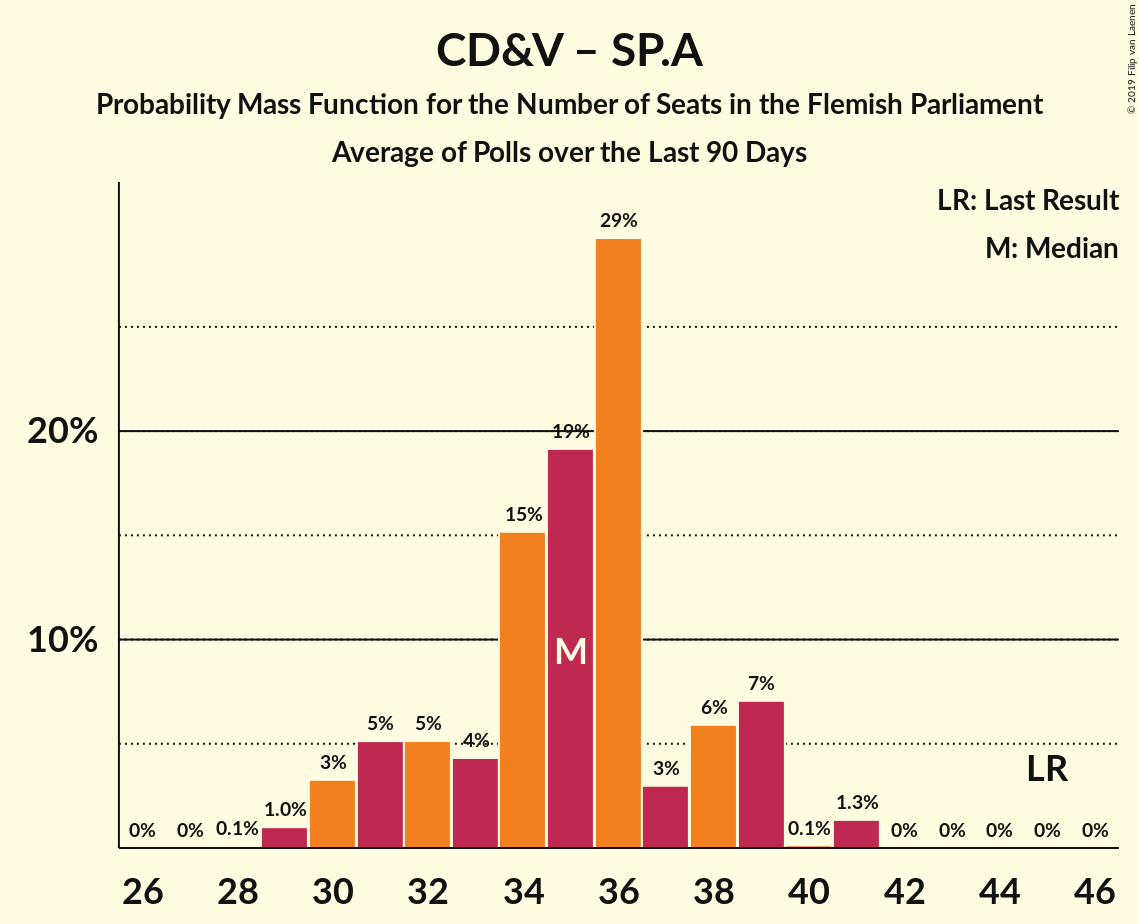 © 2019 Filip van Laenen
CD&V – SP.A
Probability Mass Function for the Number of Seats in the Flemish Parliament
Average of Polls over the Last 90 Days
LR: Last Result
M: Median
29%
20%
19%
15%
10%
M
7%
6%
5% 5%
4%
3%
3%
LR
1.0%
1.3%
0% 0% 0.1% 0.1% 0% 0% 0% 0% 0%
26 28 30 32 34 36 38 40 42 44 46